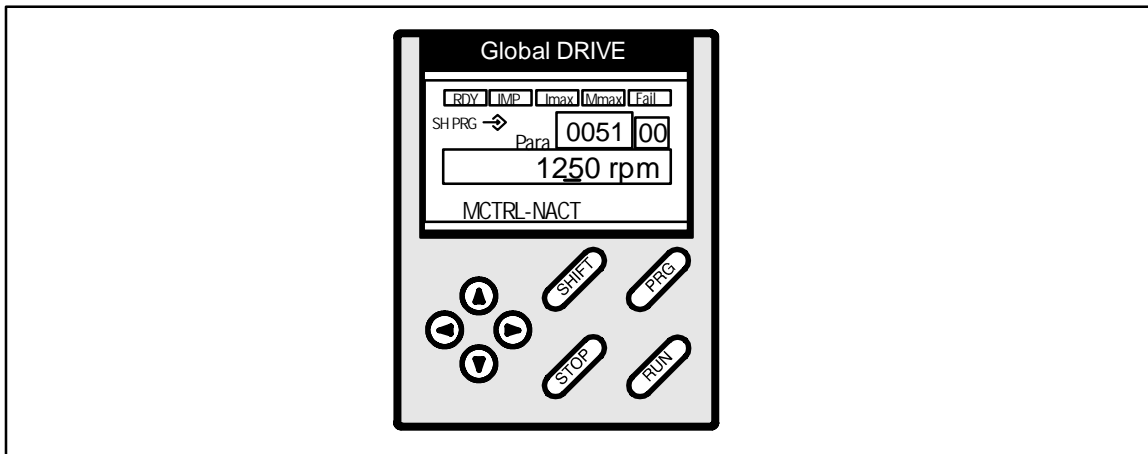 Global DRIVE
RDY IMP Imax Mmax Fail
SH PRG Para 0051 00
1250 rpm
MCTRL-NACT
SHIFT PRG
STOP RUN